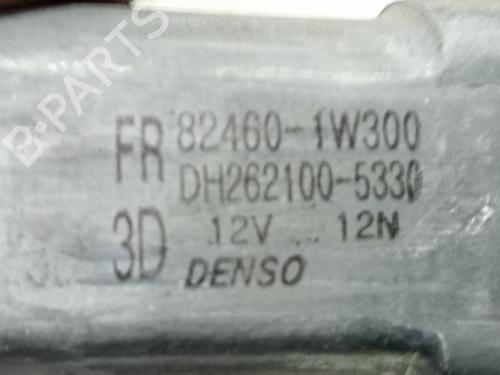 B-PARTS
FR 82460-1W300
DH262100-5330
3D 12V ... 12N
DENSO